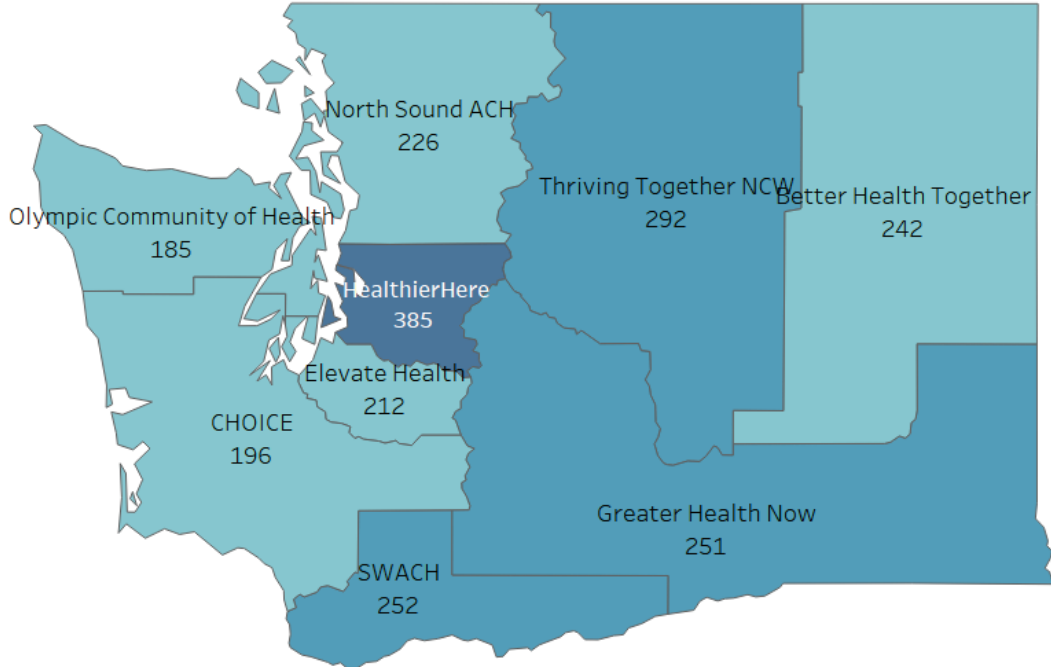 North Sound ACH
226
Thriving Together NCW
292
Better Health Together
242
Olympic Community of Health
185
HealthierHere
385
Elevate Health
212
CHOICE
196
Greater Health Now
251
SWACH
252